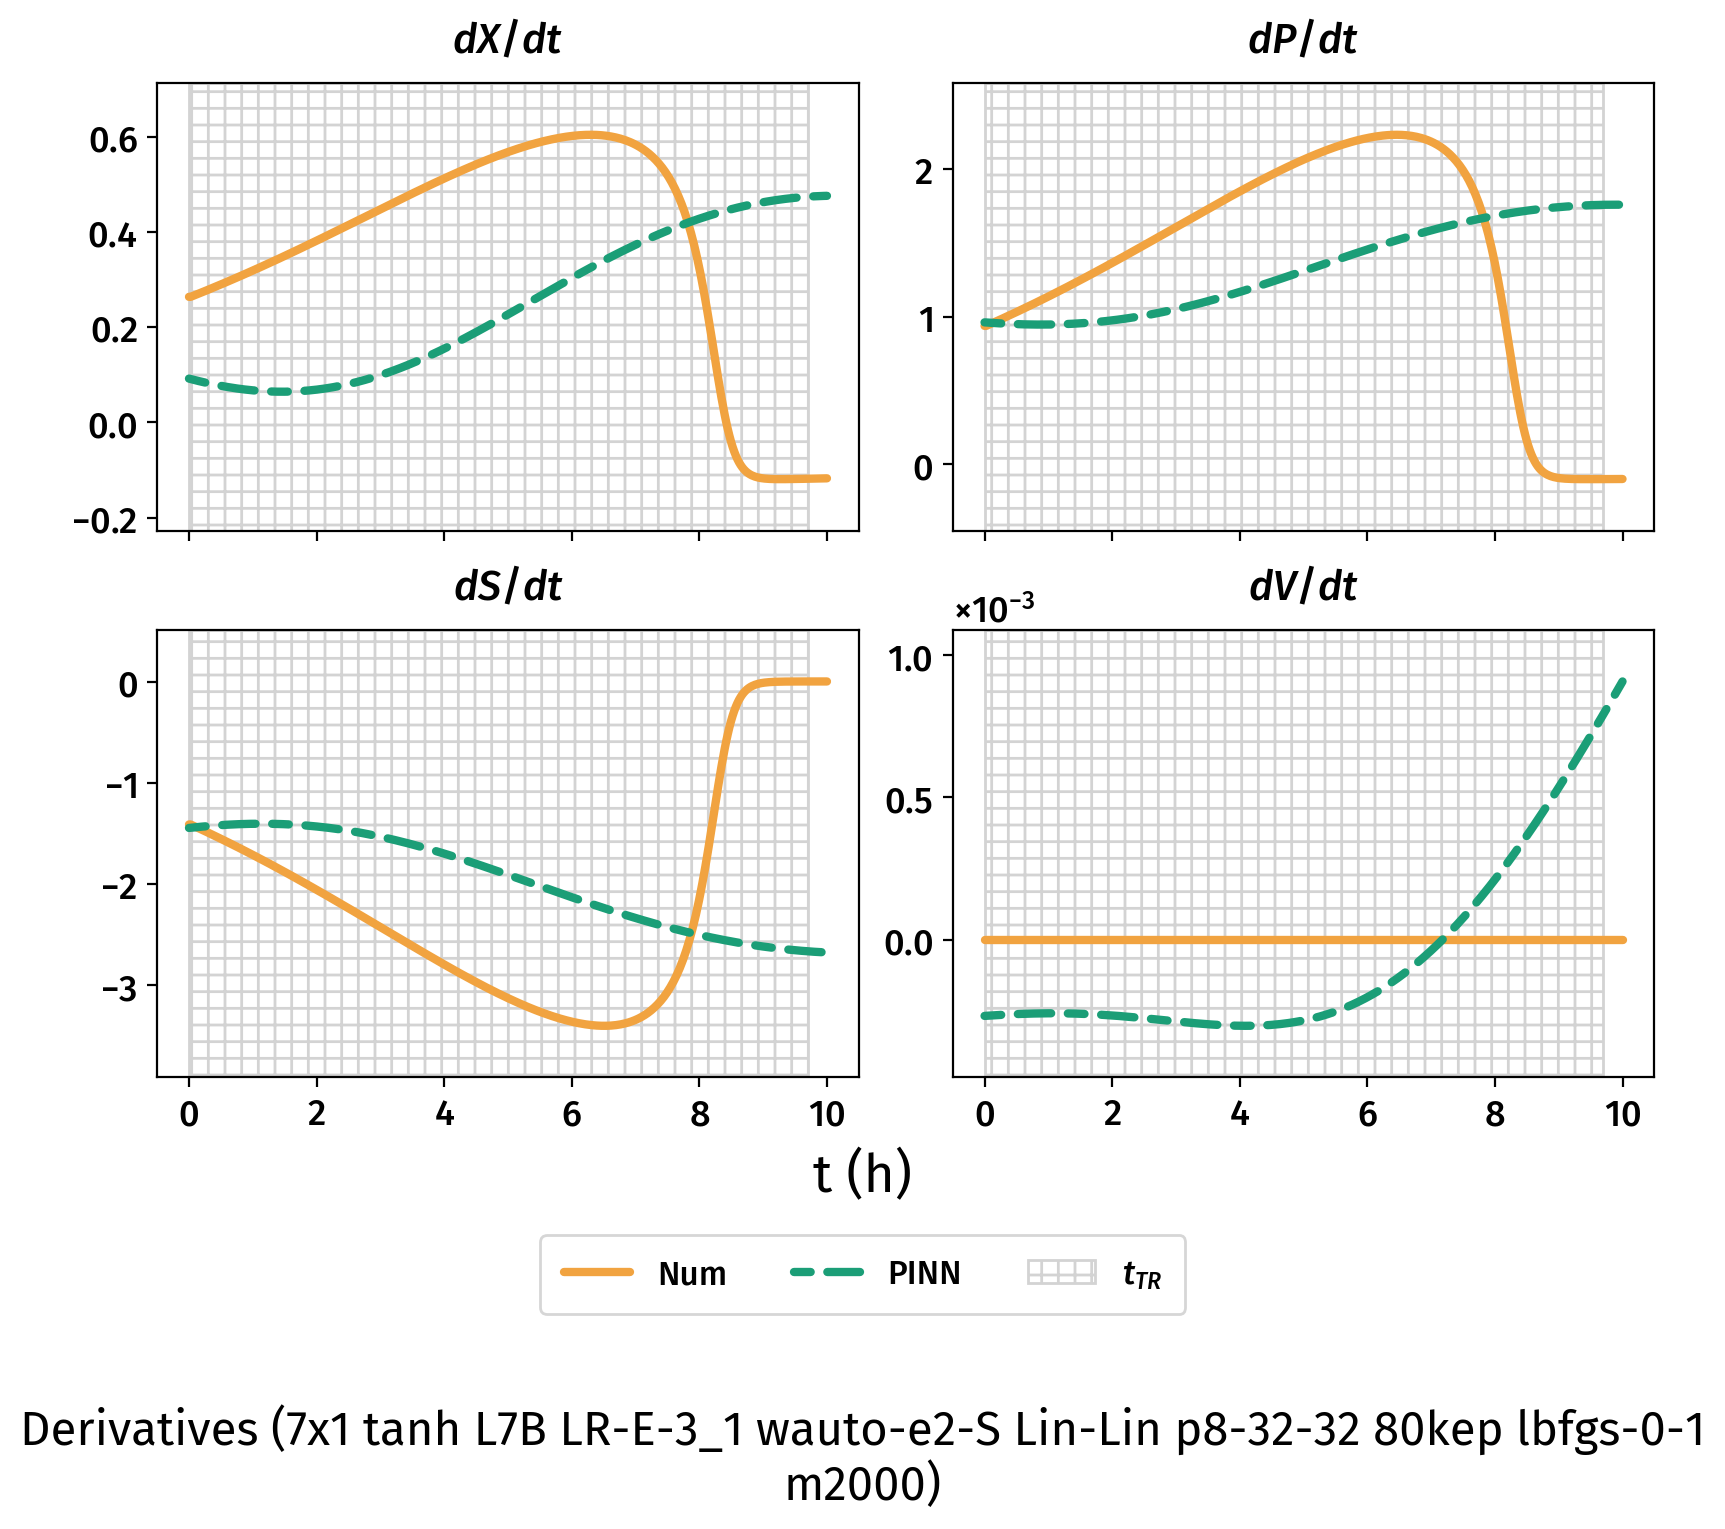 dX/dt
dP/dt
0.6
0.4
0.2
0.0
−0.2
2
1
0
dS/dt
dV/dt
×10⁻³
0
−1
−2
−3
1.0
0.5
0.0
0 2 4 6 8 10
0 2 4 6 8 10
t (h)
Num PINN t_TR
Derivatives (7x1 tanh L7B LR-E-3_1 wauto-e2-S Lin-Lin p8-32-32 80kep lbfgs-0-1
m2000)